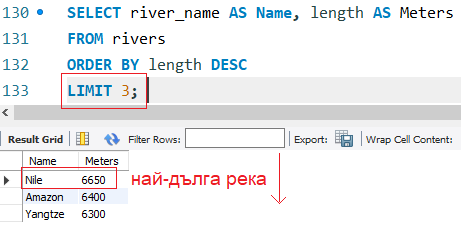 130 SELECT river_name AS Name, length AS Meters
131 FROM rivers
132 ORDER BY length DESC
133 LIMIT 3;
Result Grid Filter Rows: Export: Wrap Cell Content:
Name Meters
Nile 6650 най-дълга река
Amazon 6400
Yangtze 6300